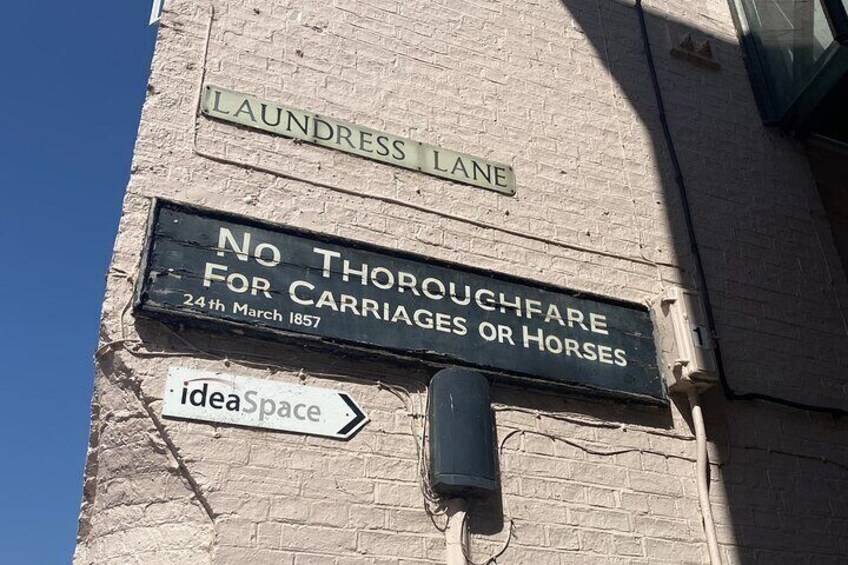 LAUNDRESS LANE
No Thoroughfare
For Carriages or Horses
24th March 1857
ideaSpace